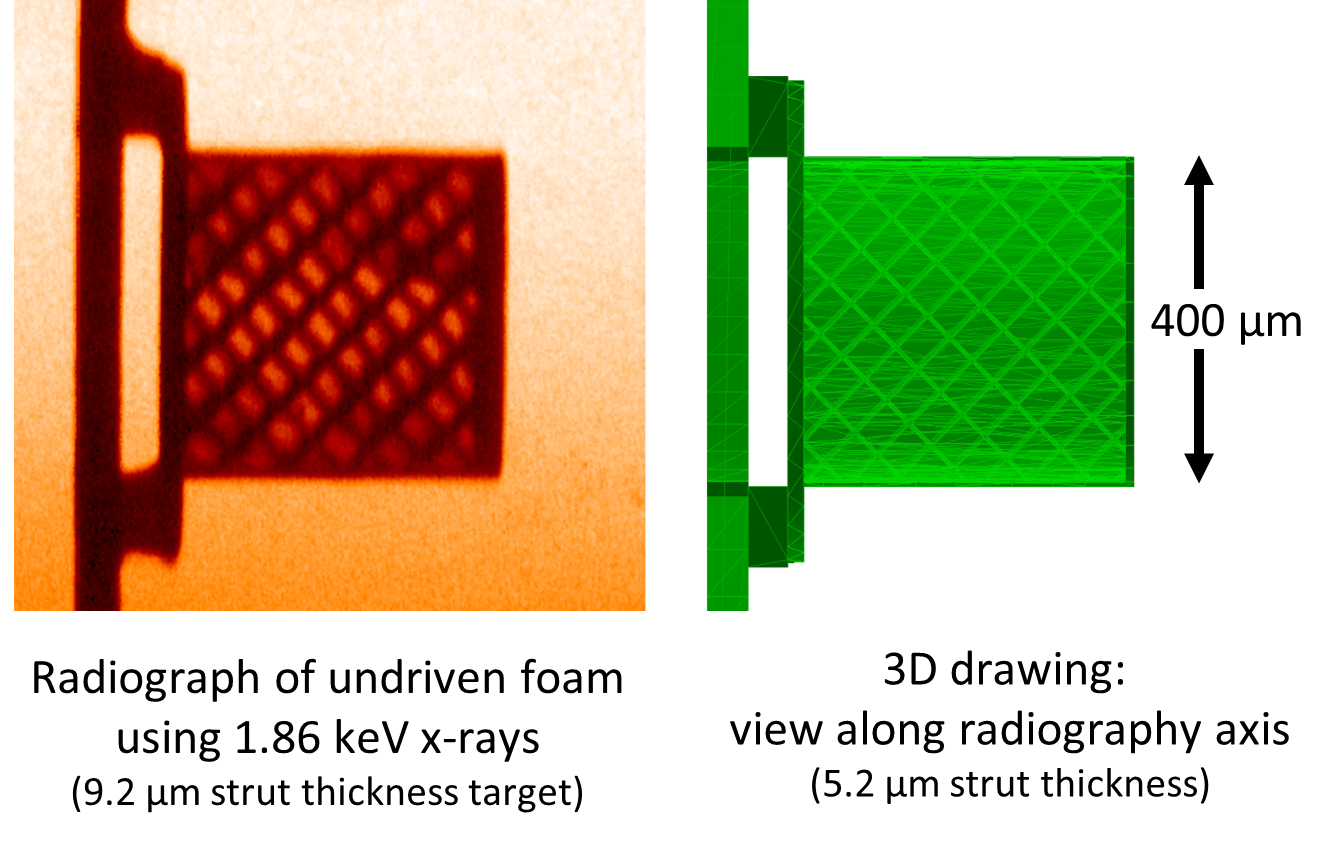 400 µm
Radiograph of undriven foam
using 1.86 keV x-rays
(9.2 µm strut thickness target)
3D drawing:
view along radiography axis
(5.2 µm strut thickness)